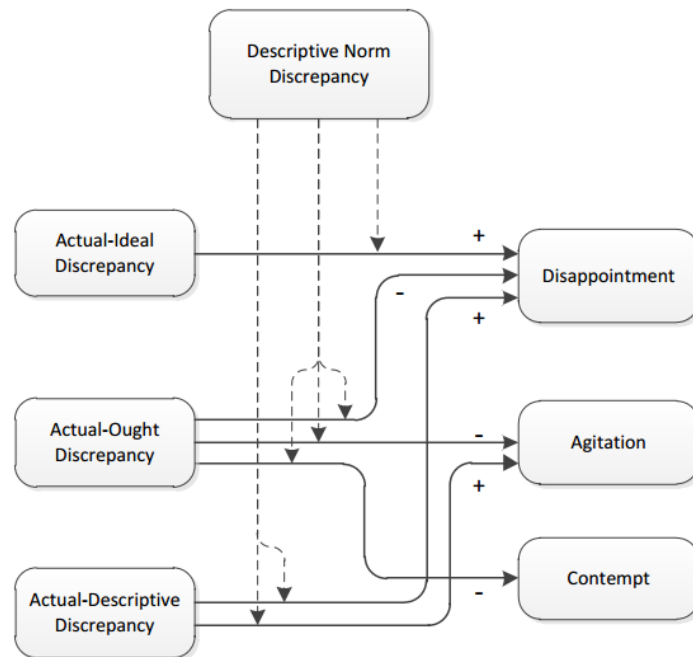 Descriptive Norm
Discrepancy
Actual-Ideal
Discrepancy
+
Disappointment
-
+
Actual-Ought
Discrepancy
-
Agitation
+
Actual-Descriptive
Discrepancy
Contempt
-